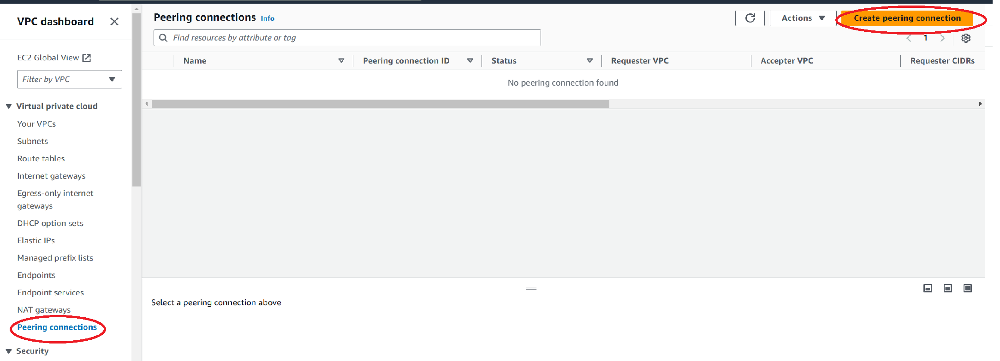 VPC dashboard
EC2 Global View
Filter by VPC
Virtual private cloud
Your VPCs
Subnets
Route tables
Internet gateways
Egress-only internet
gateways
DHCP option sets
Elastic IPs
Managed prefix lists
Endpoints
Endpoint services
NAT gateways
Peering connections
Security
Peering connections Info
Actions
Create peering connection
Find resources by attribute or tag
1
Name Peering connection ID Status Requester VPC Accepter VPC Requester CIDRs
No peering connection found
Select a peering connection above